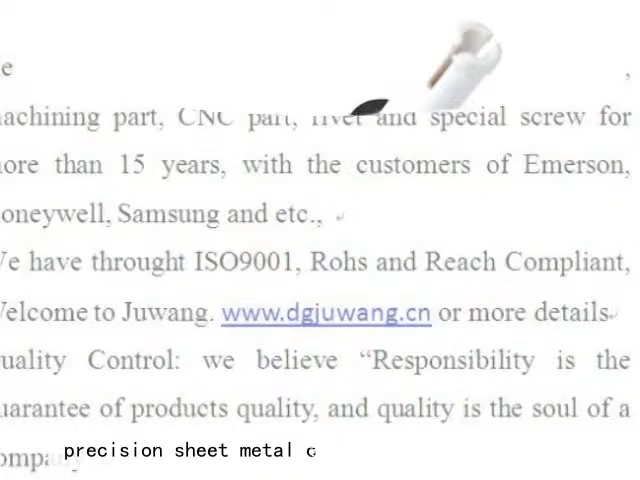 e ,
achining part, CNC part, rivet and special screw for
ore than 15 years, with the customers of Emerson,
oneywell, Samsung and etc.,
e have throught ISO9001, Rohs and Reach Compliant,
elcome to Juwang. www.dgjuwang.cn or more details
uality Control: we believe “Responsibility is the
uarantee of products quality, and quality is the soul of a
ompany
precision sheet metal c